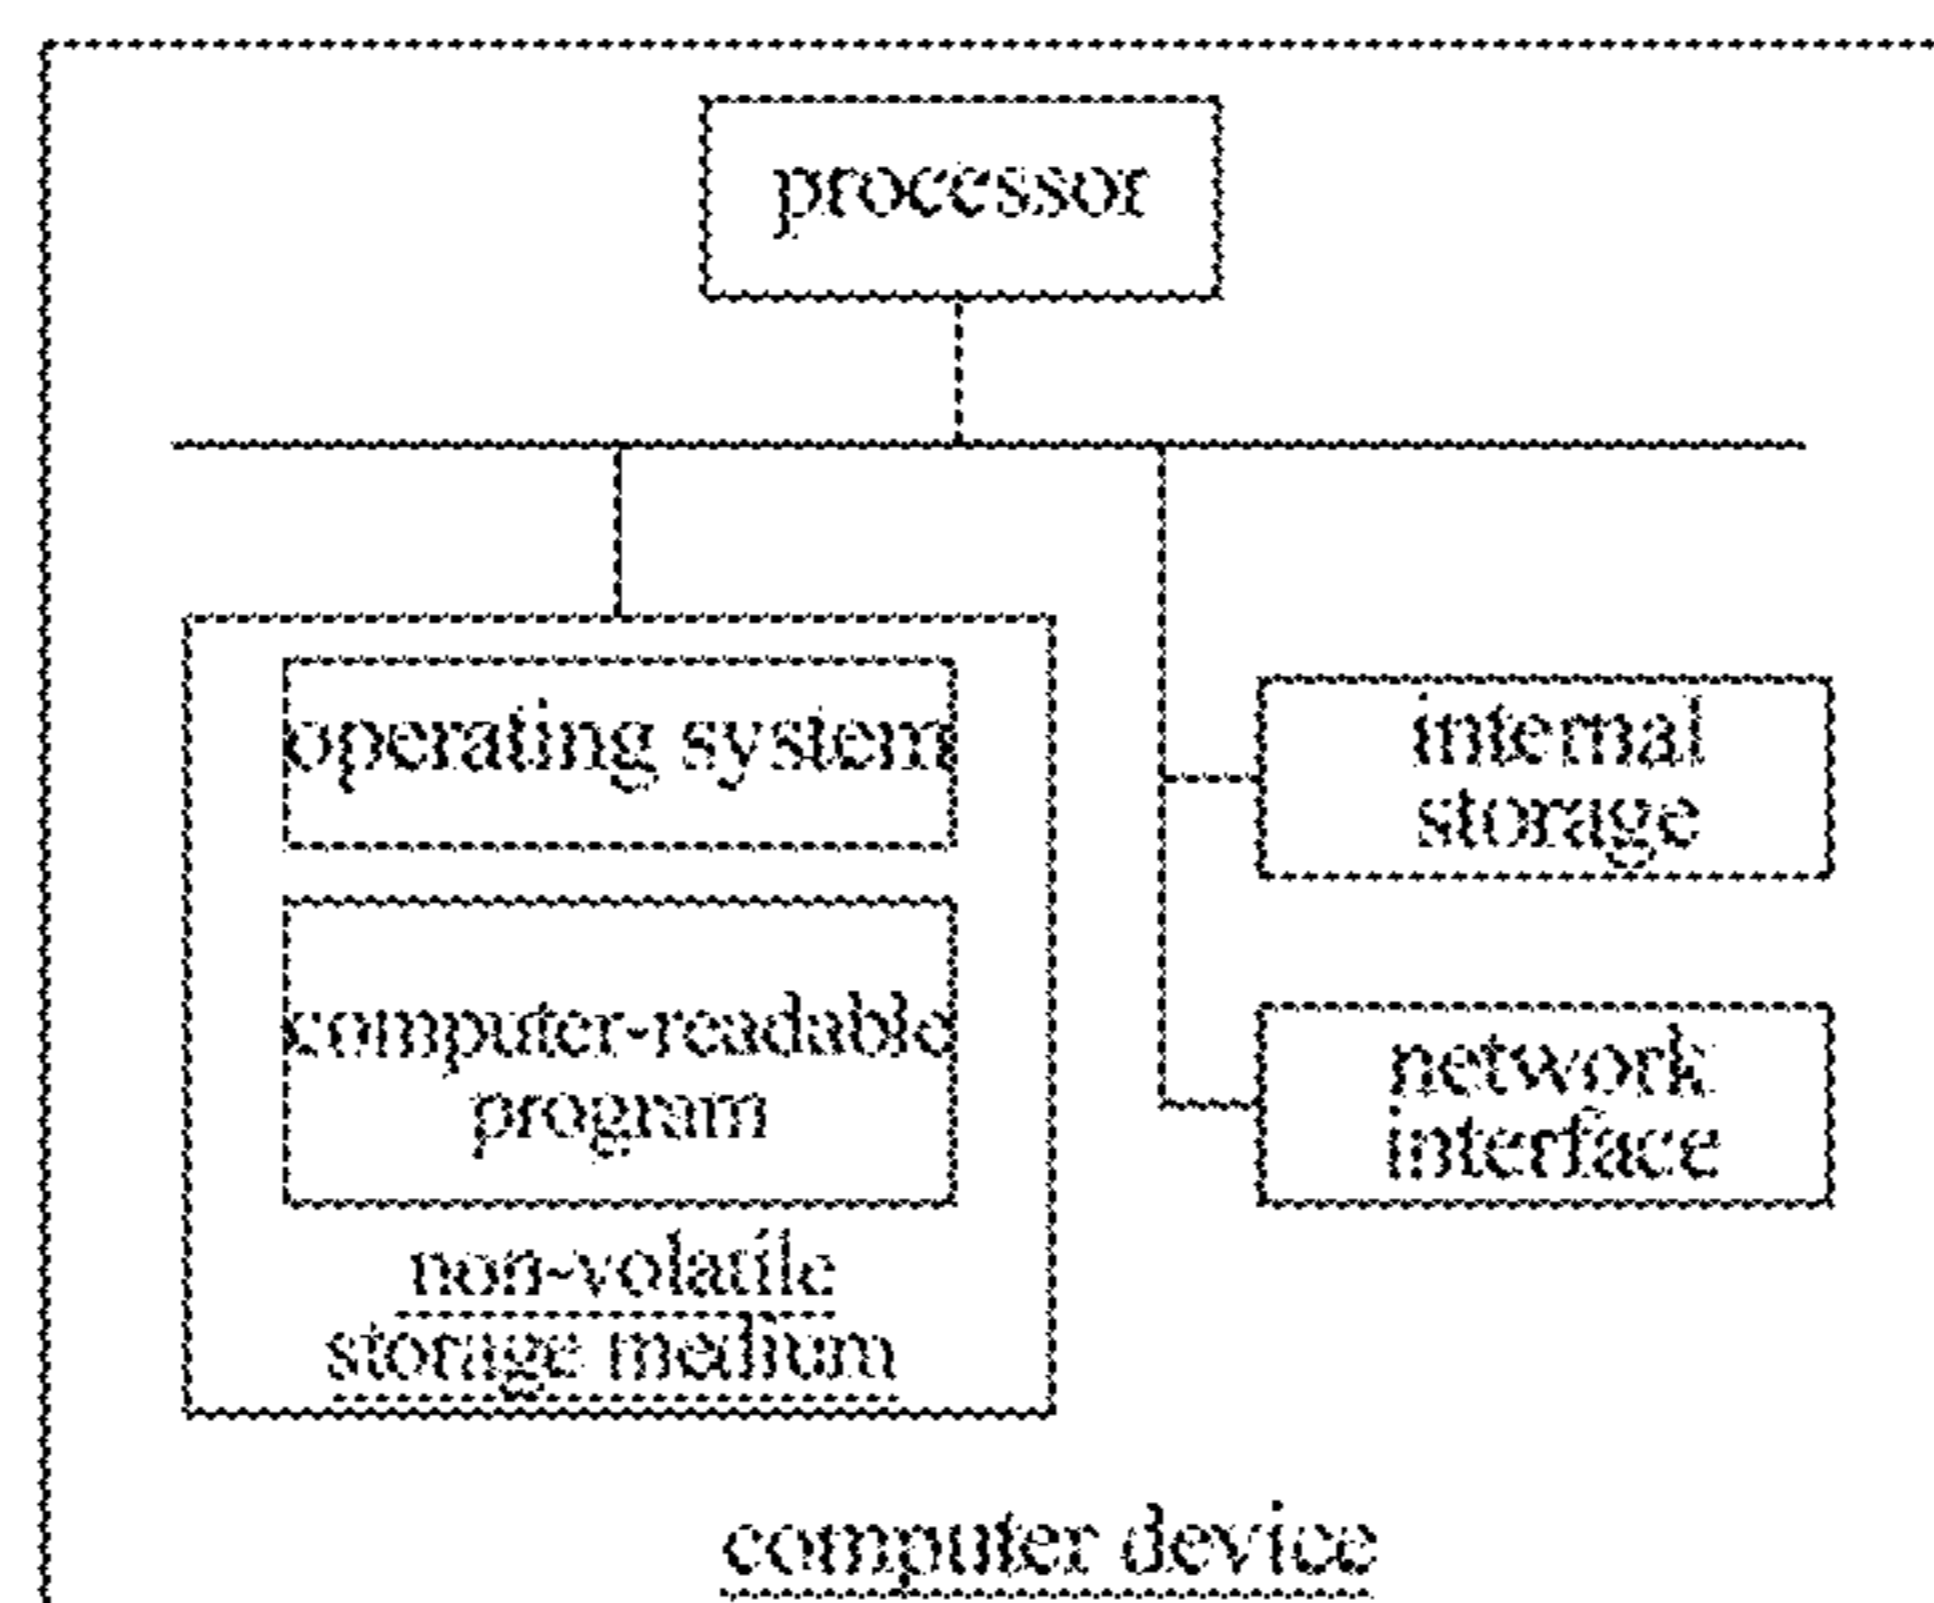 processor
operating system
computer-readable
program
non-volatile
storage medium
internal
storage
network
interface
computer device